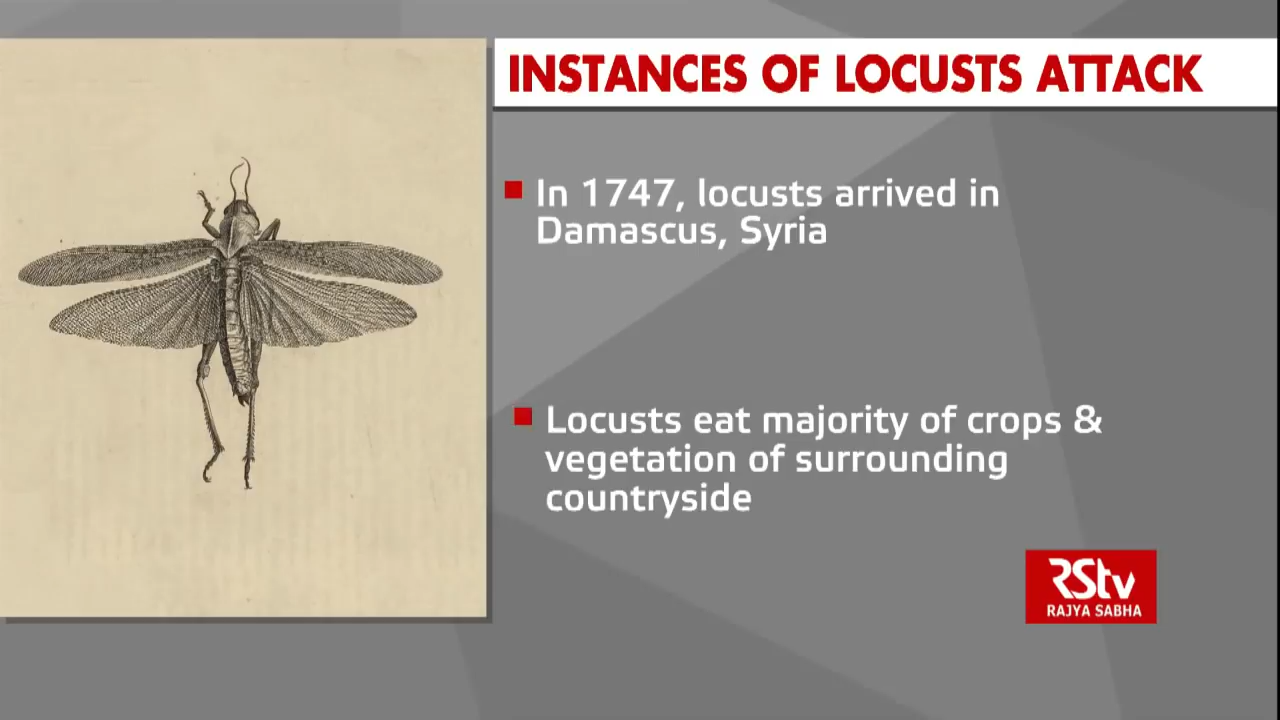 INSTANCES OF LOCUSTS ATTACK
In 1747, locusts arrived in
Damascus, Syria
Locusts eat majority of crops &
vegetation of surrounding
countryside
RStv
RAJYA SABHA